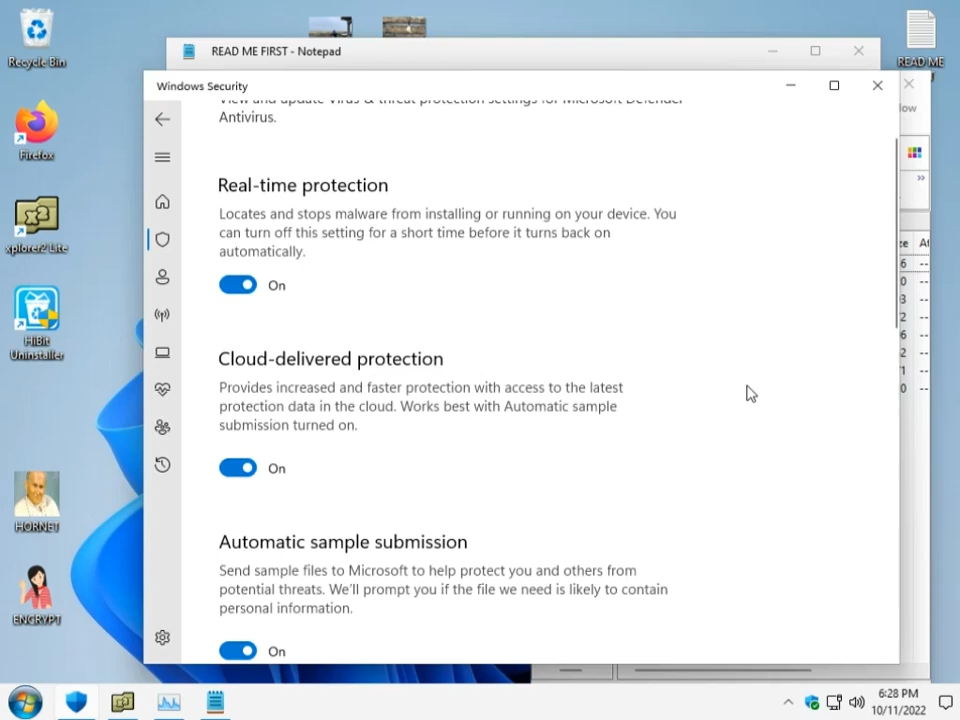 Recycle Bin
READ ME FIRST - Notepad
READ ME
Windows Security
low
View and update Virus & threat protection settings for Microsoft Defender
Antivirus.
Firefox
Real-time protection
Locates and stops malware from installing or running on your device. You
can turn off this setting for a short time before it turns back on
automatically.
On
xplorer² Lite
HiBit
Uninstaller
Cloud-delivered protection
Provides increased and faster protection with access to the latest
protection data in the cloud. Works best with Automatic sample
submission turned on.
On
HORNET
Automatic sample submission
Send sample files to Microsoft to help protect you and others from
potential threats. We'll prompt you if the file we need is likely to contain
personal information.
On
ENCRYPT
6:28 PM
10/11/2022